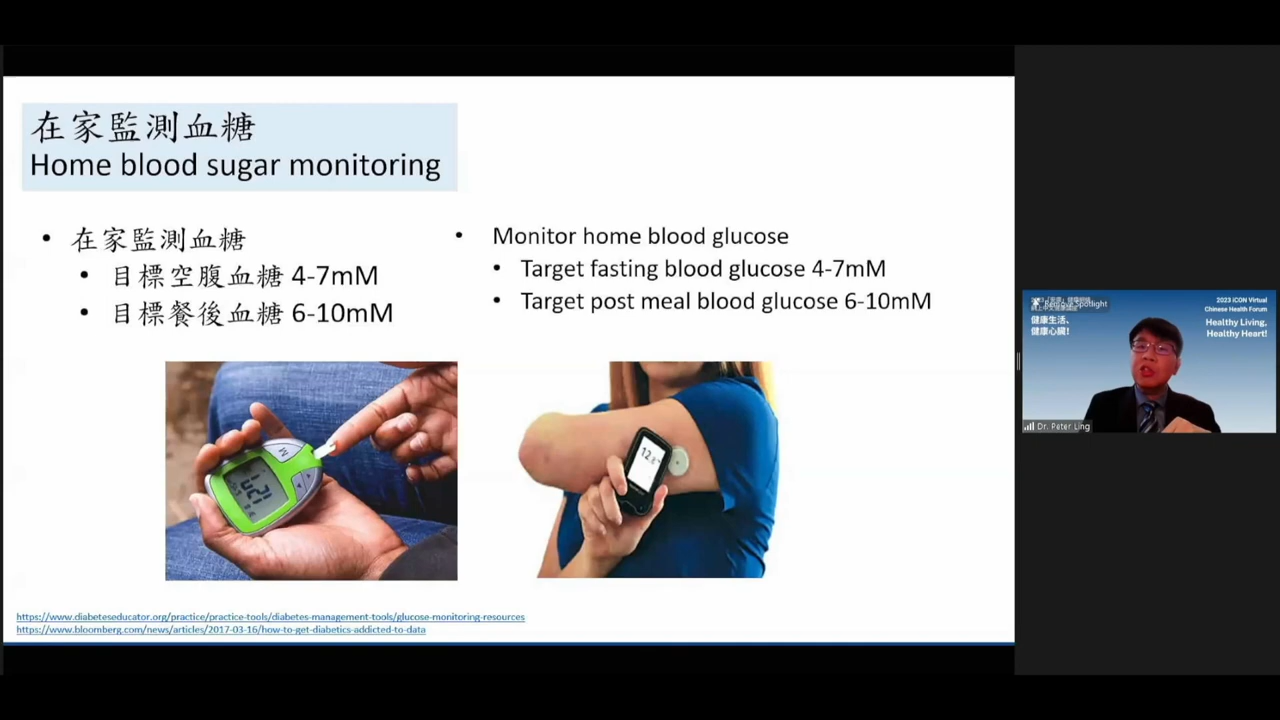 在家監測血糖
Home blood sugar monitoring
• 在家監測血糖
• 目標空腹血糖 4-7mM
• 目標餐後血糖 6-10mM
• Monitor home blood glucose
• Target fasting blood glucose 4-7mM
• Target post meal blood glucose 6-10mM
M
121
https://www.diabeteseducator.org/practice/practice-tools/diabetes-management-tools/glucose-monitoring-resources
https://www.bloomberg.com/news/articles/2017-03-16/how-to-get-diabetics-addicted-to-data
Remove Spotlight
健康生活、
健康心臟!
2023 iCON Virtual
Chinese Health Forum
Healthy Living,
Healthy Heart!
Dr. Peter Ling